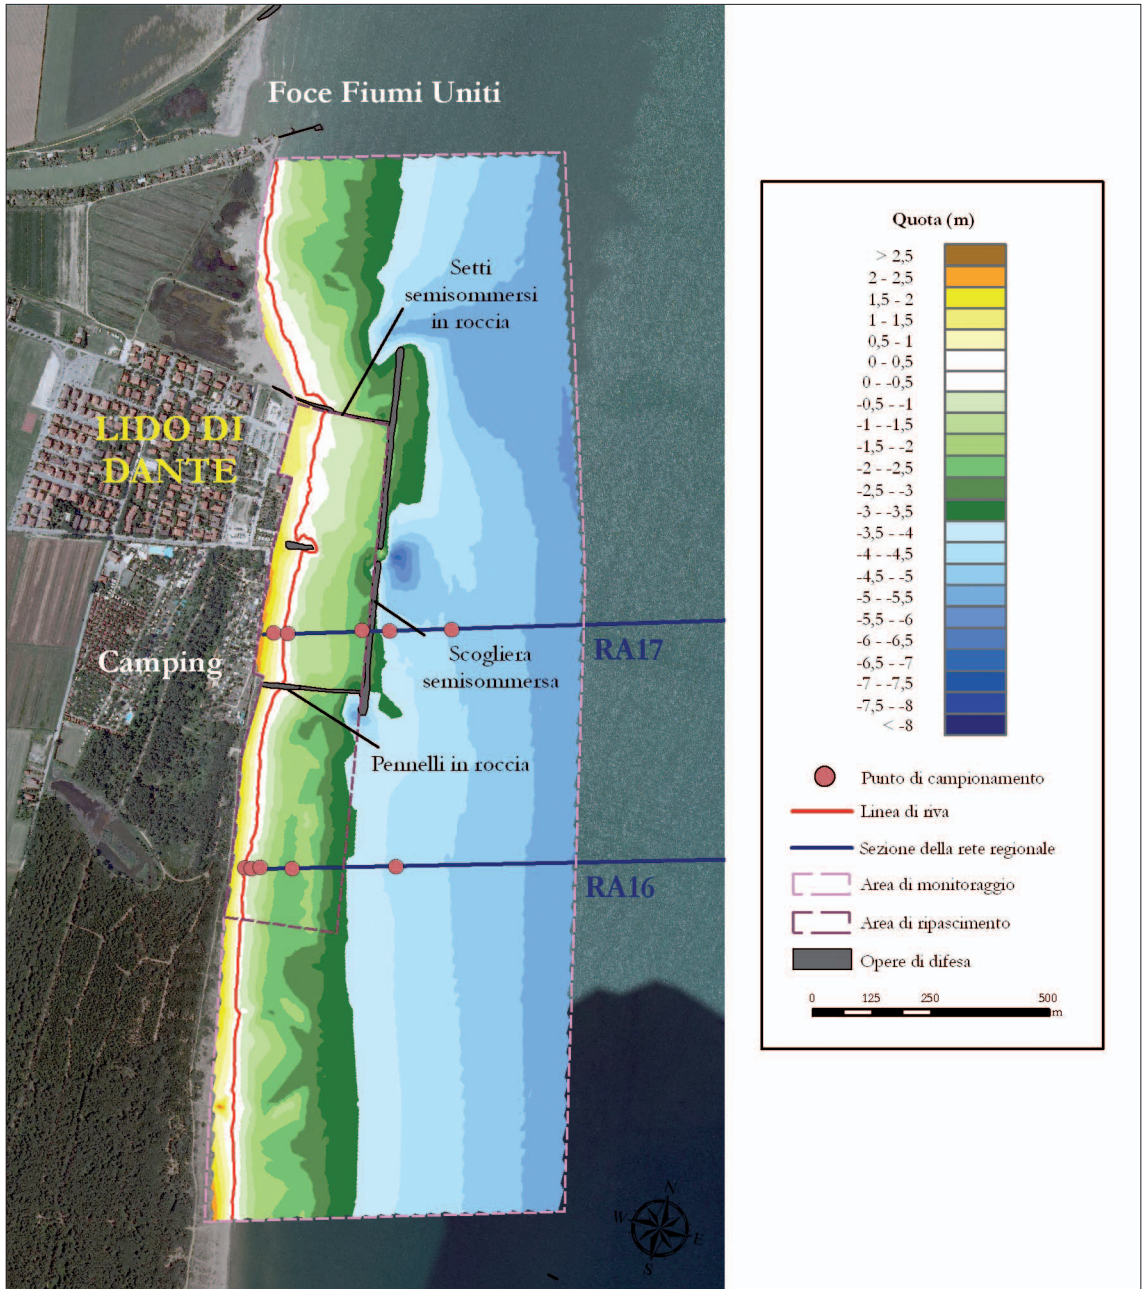 Foce Fiumi Uniti
Setti
semisommersi
in roccia
LIDO DI
DANTE
Camping
Scogliera
semisommersa
RA17
Pennelli in roccia
RA16
N
W
E
S
Quota (m)
> 2,5
2 - 2,5
1,5 - 2
1 - 1,5
0,5 - 1
0 - 0,5
0 - -0,5
-0,5 - -1
-1 - -1,5
-1,5 - -2
-2 - -2,5
-2,5 - -3
-3 - -3,5
-3,5 - -4
-4 - -4,5
-4,5 - -5
-5 - -5,5
-5,5 - -6
-6 - -6,5
-6,5 - -7
-7 - -7,5
-7,5 - -8
< -8
Punto di campionamento
Linea di riva
Sezione della rete regionale
Area di monitoraggio
Area di ripascimento
Opere di difesa
0 125 250 500
m